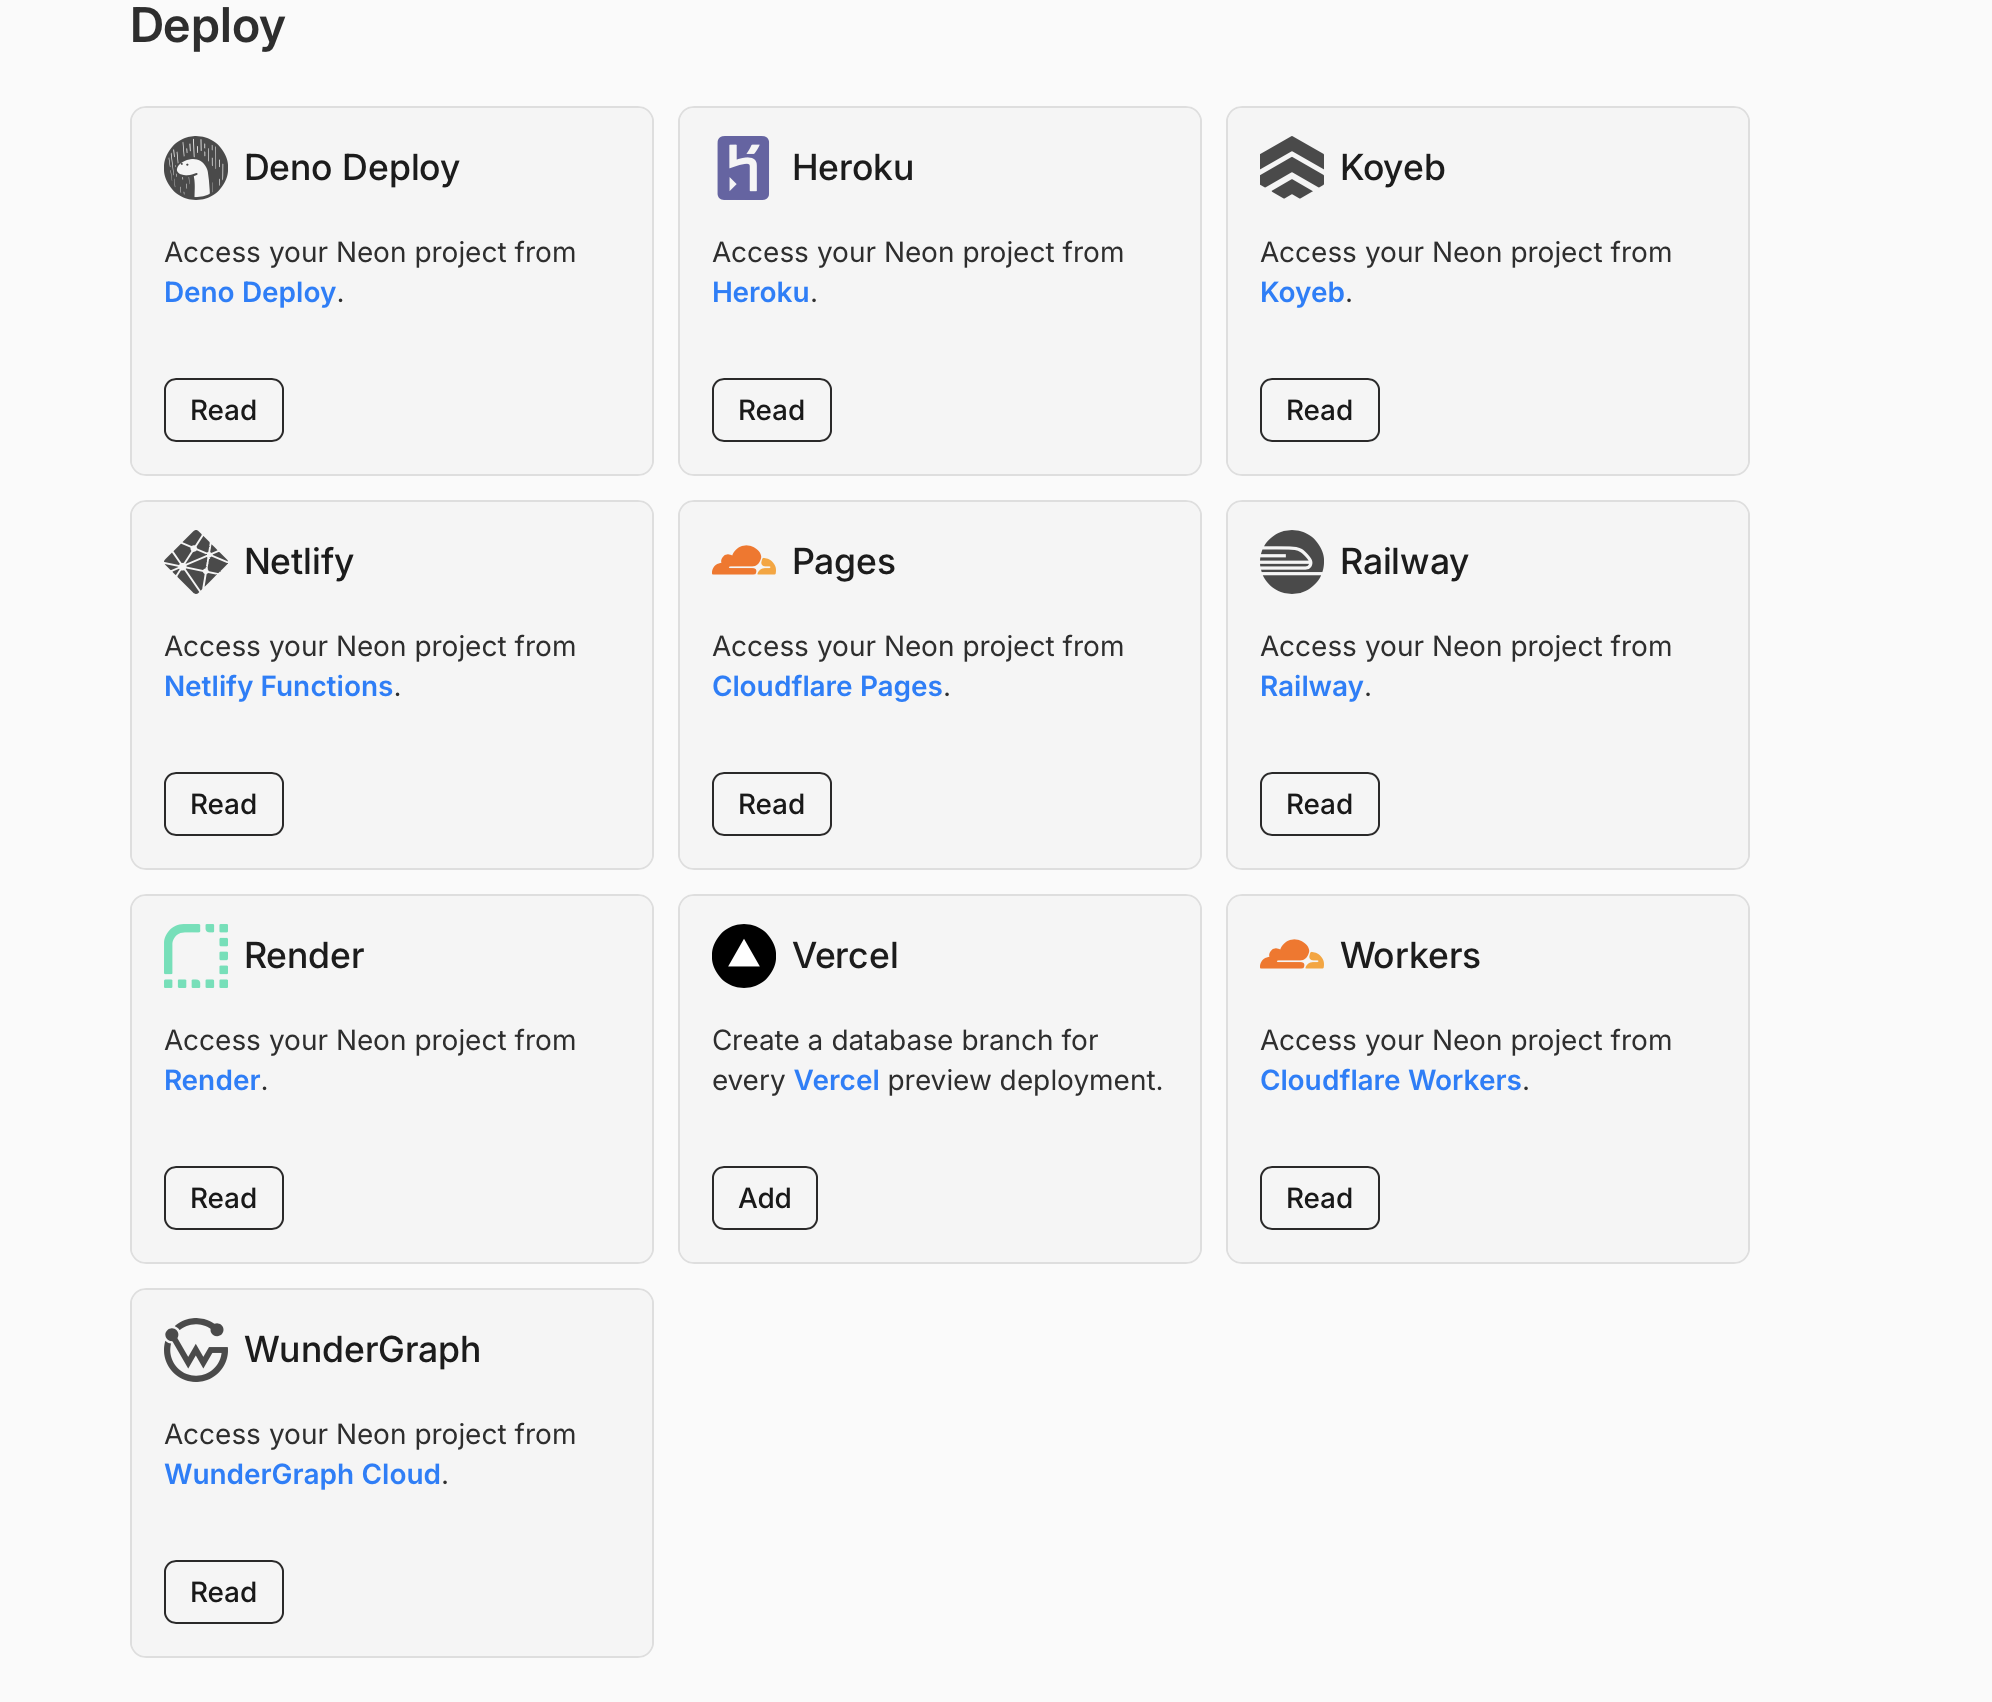 Deploy
Deno Deploy
Access your Neon project from
Deno Deploy.
Read
Heroku
Access your Neon project from
Heroku.
Read
Koyeb
Access your Neon project from
Koyeb.
Read
Netlify
Access your Neon project from
Netlify Functions.
Read
Pages
Access your Neon project from
Cloudflare Pages.
Read
Railway
Access your Neon project from
Railway.
Read
Render
Access your Neon project from
Render.
Read
Vercel
Create a database branch for
every Vercel preview deployment.
Add
Workers
Access your Neon project from
Cloudflare Workers.
Read
WunderGraph
Access your Neon project from
WunderGraph Cloud.
Read